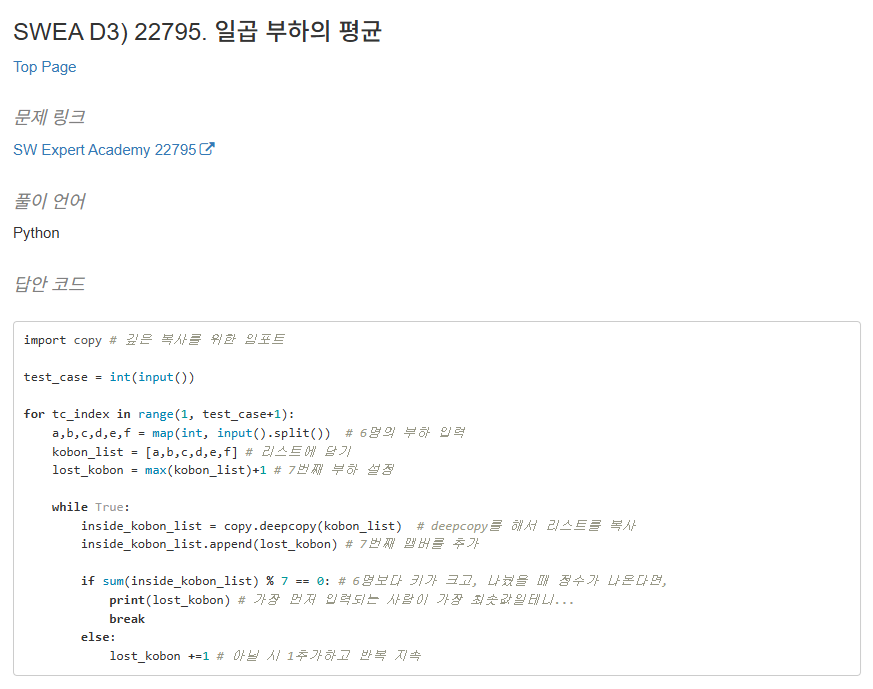 SWEA D3) 22795. 일곱 부하의 평균
Top Page
문제 링크
SW Expert Academy 22795
풀이 언어
Python
답안 코드
import copy # 깊은 복사를 위한 임포트
test_case = int(input())
for tc_index in range(1, test_case+1):
    a,b,c,d,e,f = map(int, input().split())  # 6명의 부하 입력
    kobon_list = [a,b,c,d,e,f] # 리스트에 담기
    lost_kobon = max(kobon_list)+1 # 7번째 부하 설정
    while True:
        inside_kobon_list = copy.deepcopy(kobon_list)  # deepcopy를 해서 리스트를 복사
        inside_kobon_list.append(lost_kobon) # 7번째 멤버를 추가
        if sum(inside_kobon_list) % 7 == 0: # 6명보다 키가 크고, 나눴을 때 정수가 나온다면,
            print(lost_kobon) # 가장 먼저 입력되는 사람이 가장 최솟값일테니...
            break
        else:
            lost_kobon +=1 # 아닐 시 1추가하고 반복 지속